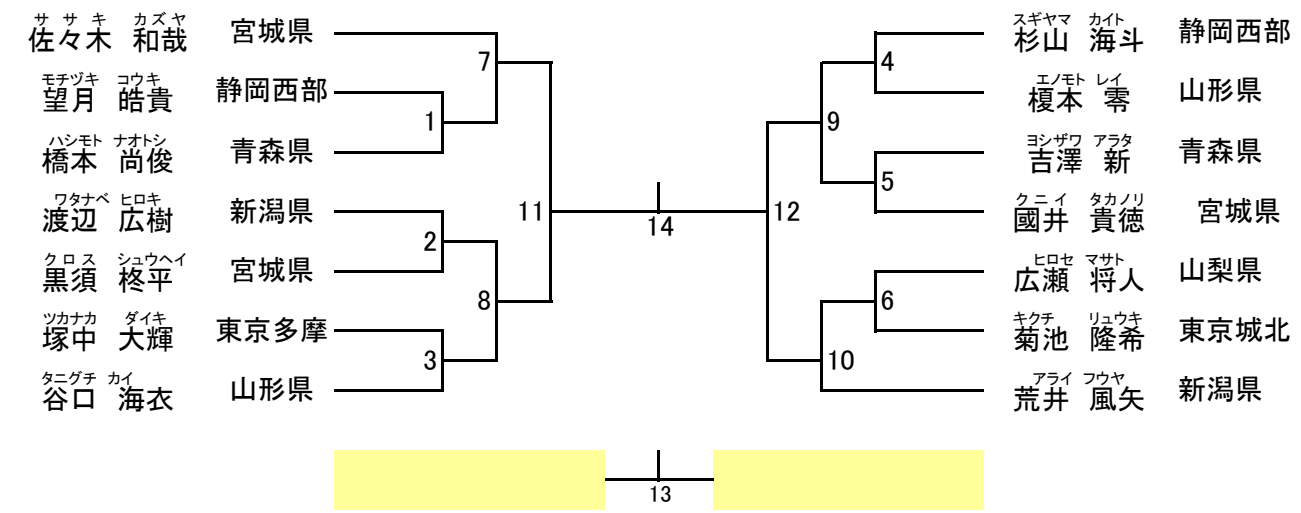 ササキ カズヤ
佐々木 和哉 宮城県
モチヅキ コウキ
望月 皓貴 静岡西部
ハシモト ナオトシ
橋本 尚俊 青森県
ワタナベ ヒロキ
渡辺 広樹 新潟県
クロス シュウヘイ
黒須 柊平 宮城県
ツカナカ ダイキ
塚中 大輝 東京多摩
タニグチ カイ
谷口 海衣 山形県
7
1
2
8
3
11
14
12
4
9
5
6
10
スギヤマ カイト
杉山 海斗 静岡西部
エノモト レイ
榎本 零 山形県
ヨシザワ アラタ
吉澤 新 青森県
クニイ タカノリ
國井 貴徳 宮城県
ヒロセ マサト
広瀬 将人 山梨県
キクチ リュウキ
菊池 隆希 東京城北
アライ フウヤ
荒井 風矢 新潟県
13